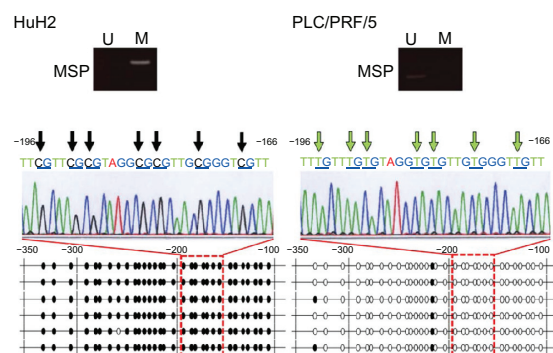 HuH2
U M
MSP
−196 −166
TTCGTTCGCGTAGGCGCGTTGCGGGTCGTT
−350 −300 −200 −100
PLC/PRF/5
U M
MSP
−196 −166
TTTGTTTGTGTAGGTGTGTTGTGGGTTGTT
−350 −300 −200 −100